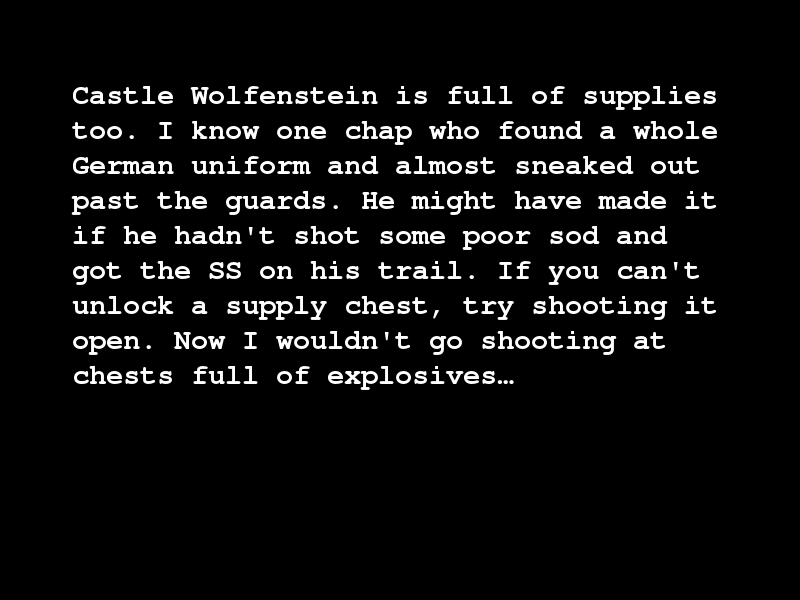 Castle Wolfenstein is full of supplies
too. I know one chap who found a whole
German uniform and almost sneaked out
past the guards. He might have made it
if he hadn't shot some poor sod and
got the SS on his trail. If you can't
unlock a supply chest, try shooting it
open. Now I wouldn't go shooting at
chests full of explosives…